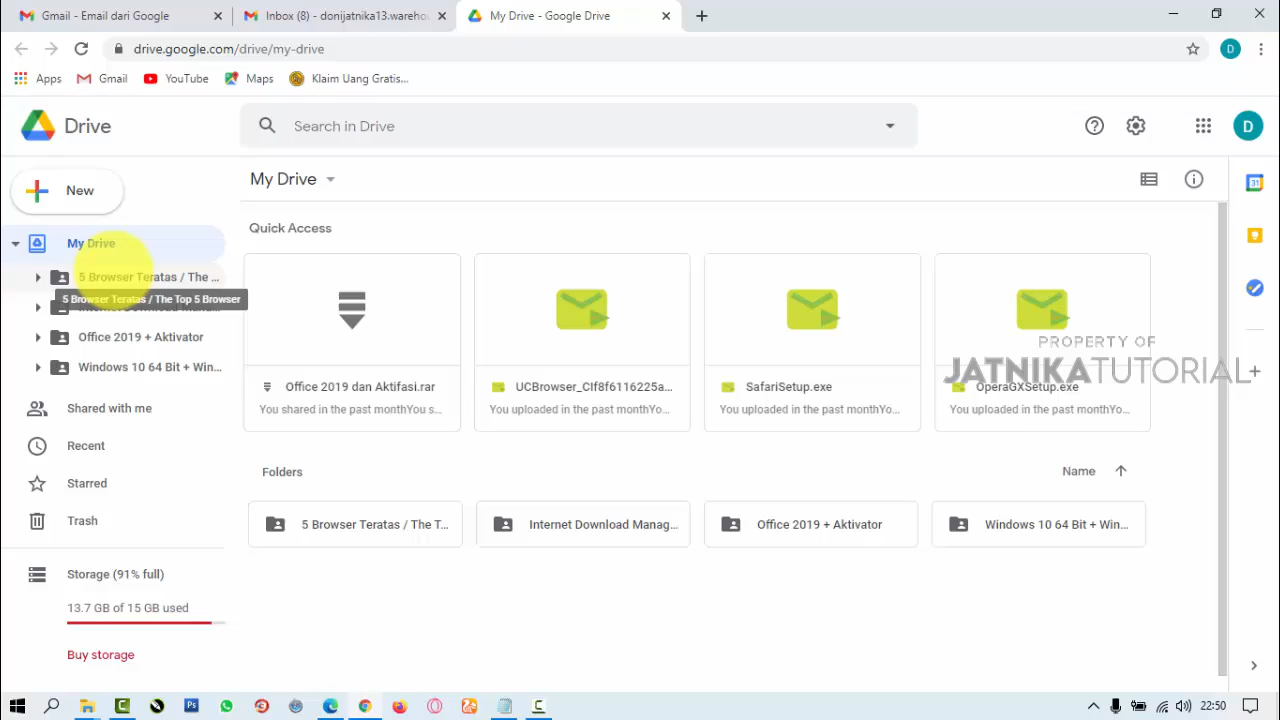 Gmail - Email dari Google
Inbox (8) - donijatnika13.wareho
My Drive - Google Drive
drive.google.com/drive/my-drive
D
Apps
Gmail
YouTube
Maps
Klaim Uang Gratis...
Drive
Search in Drive
D
New
My Drive
31
My Drive
Quick Access
5 Browser Teratas / The ...
5 Browser Teratas / The Top 5 Browser
Office 2019 + Aktivator
Windows 10 64 Bit + Win...
Shared with me
Recent
Starred
Trash
Storage (91% full)
13.7 GB of 15 GB used
Buy storage
PROPERTY OF
JATNIKATUTORIAL
Office 2019 dan Aktifasi.rar
UCBrowser_CIf8f6116225a...
SafariSetup.exe
OperaGXSetup.exe
You shared in the past monthYou s...
You uploaded in the past monthYo...
You uploaded in the past monthYo...
You uploaded in the past monthYo...
Folders
Name
5 Browser Teratas / The T...
Internet Download Manag...
Office 2019 + Aktivator
Windows 10 64 Bit + Win...
Ps
22:50